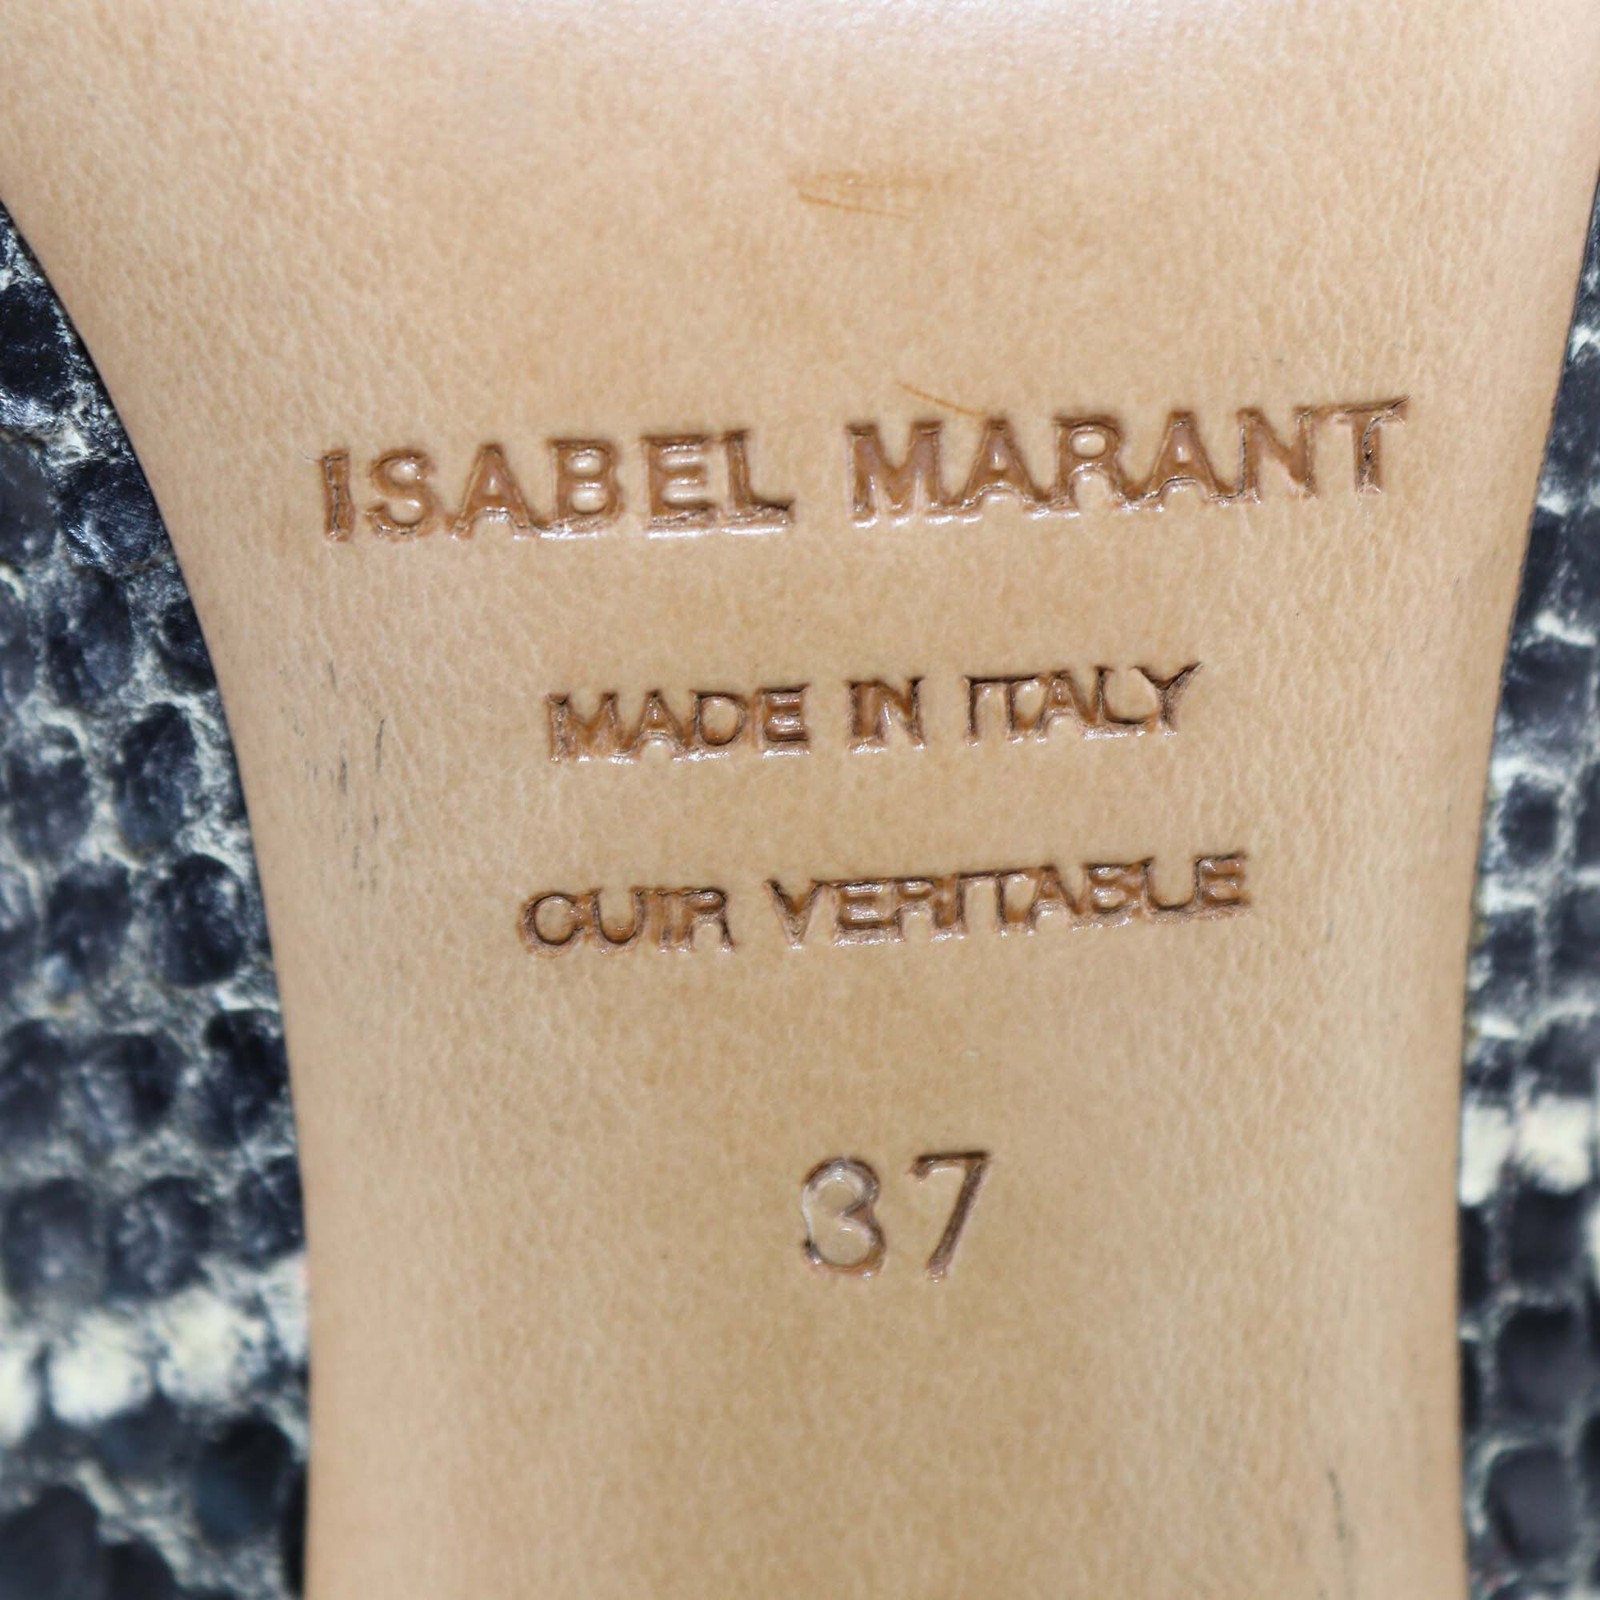 ISABEL MARANT
MADE IN ITALY
CUIR VERITABLE
37